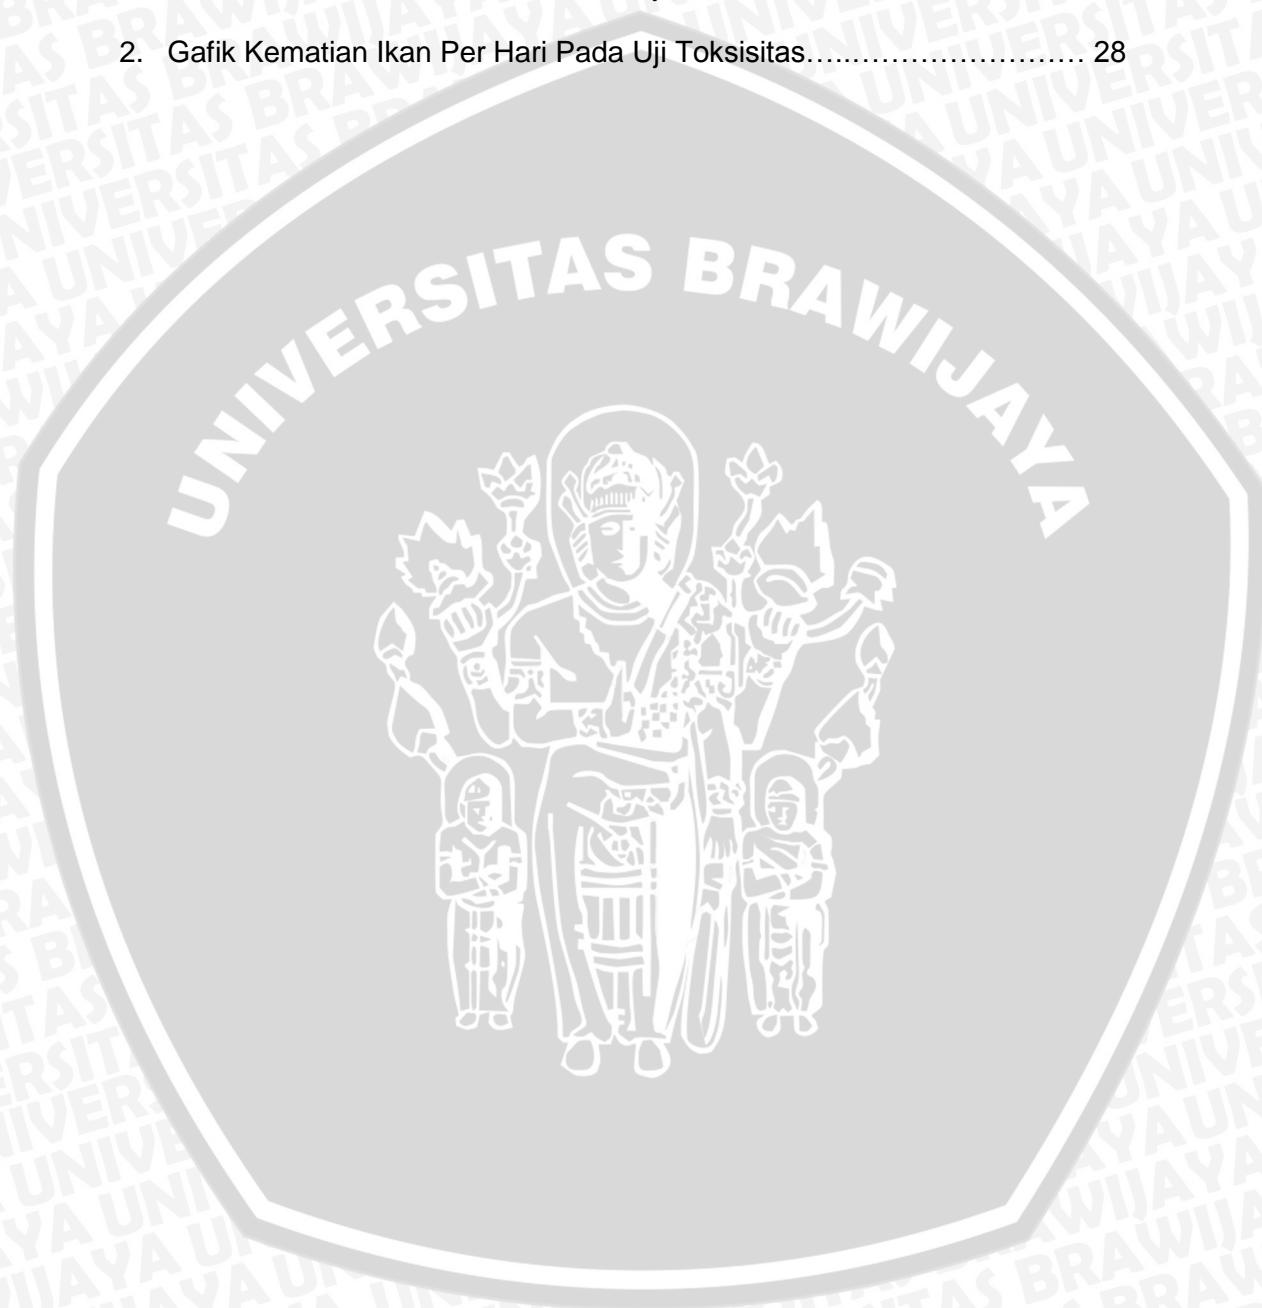 2. Gafik Kematian Ikan Per Hari Pada Uji Toksisitas…..…………………… 28
UNIVERSITAS BRAWIJAYA